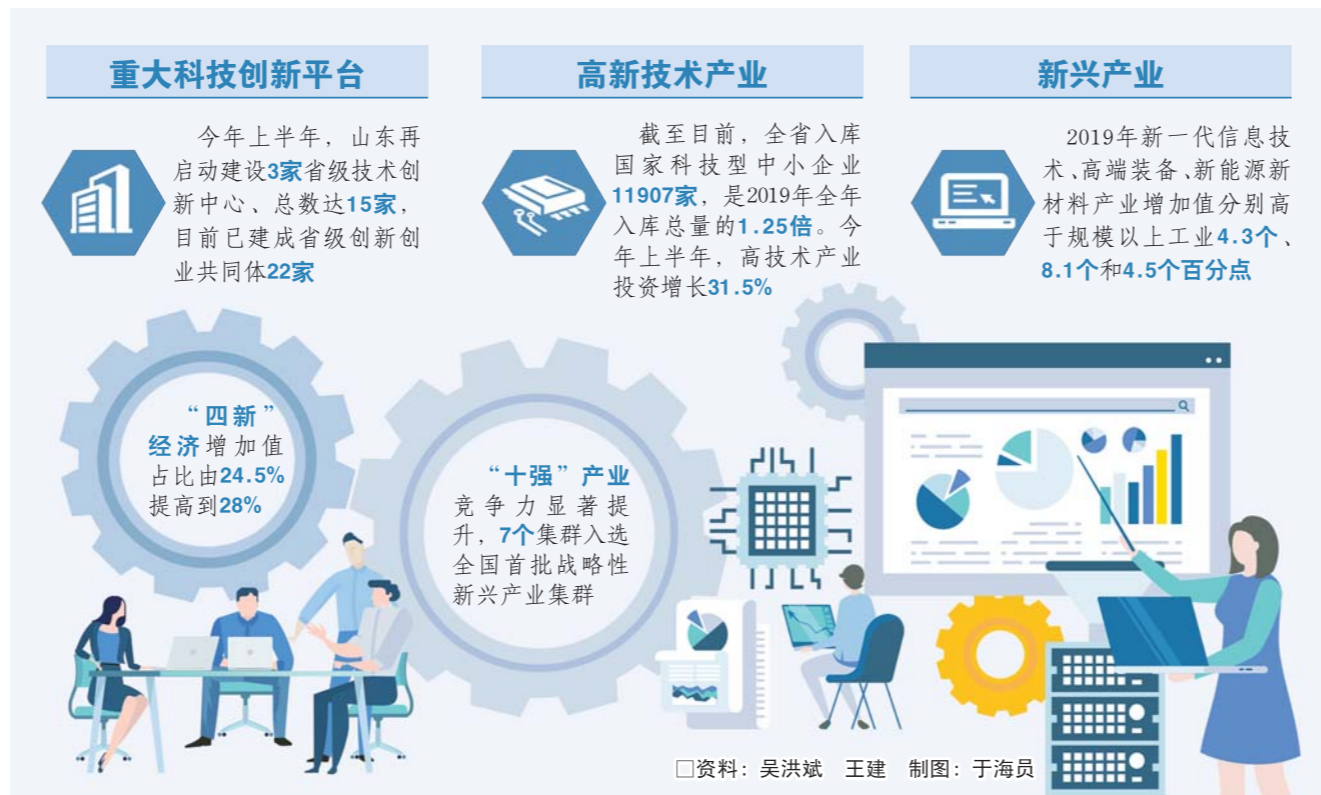 重大科技创新平台
今年上半年，山东再
启动建设3家省级技术创
新中心、总数达15家，
目前已建成省级创新创
业共同体22家
高新技术产业
截至目前，全省入库
国家科技型中小企业
11907家，是2019年全年
入库总量的1.25倍。今
年上半年，高技术产业
投资增长31.5%
新兴产业
2019年新一代信息技
术、高端装备、新能源新
材料产业增加值分别高
于规模以上工业4.3个、
8.1个和4.5个百分点
“四新”
经济增加值
占比由24.5%
提高到28%
“十强”产业
竞争力显著提
升，7个集群入选
全国首批战略性
新兴产业集群
□资料：吴洪斌 王建 制图：于海员